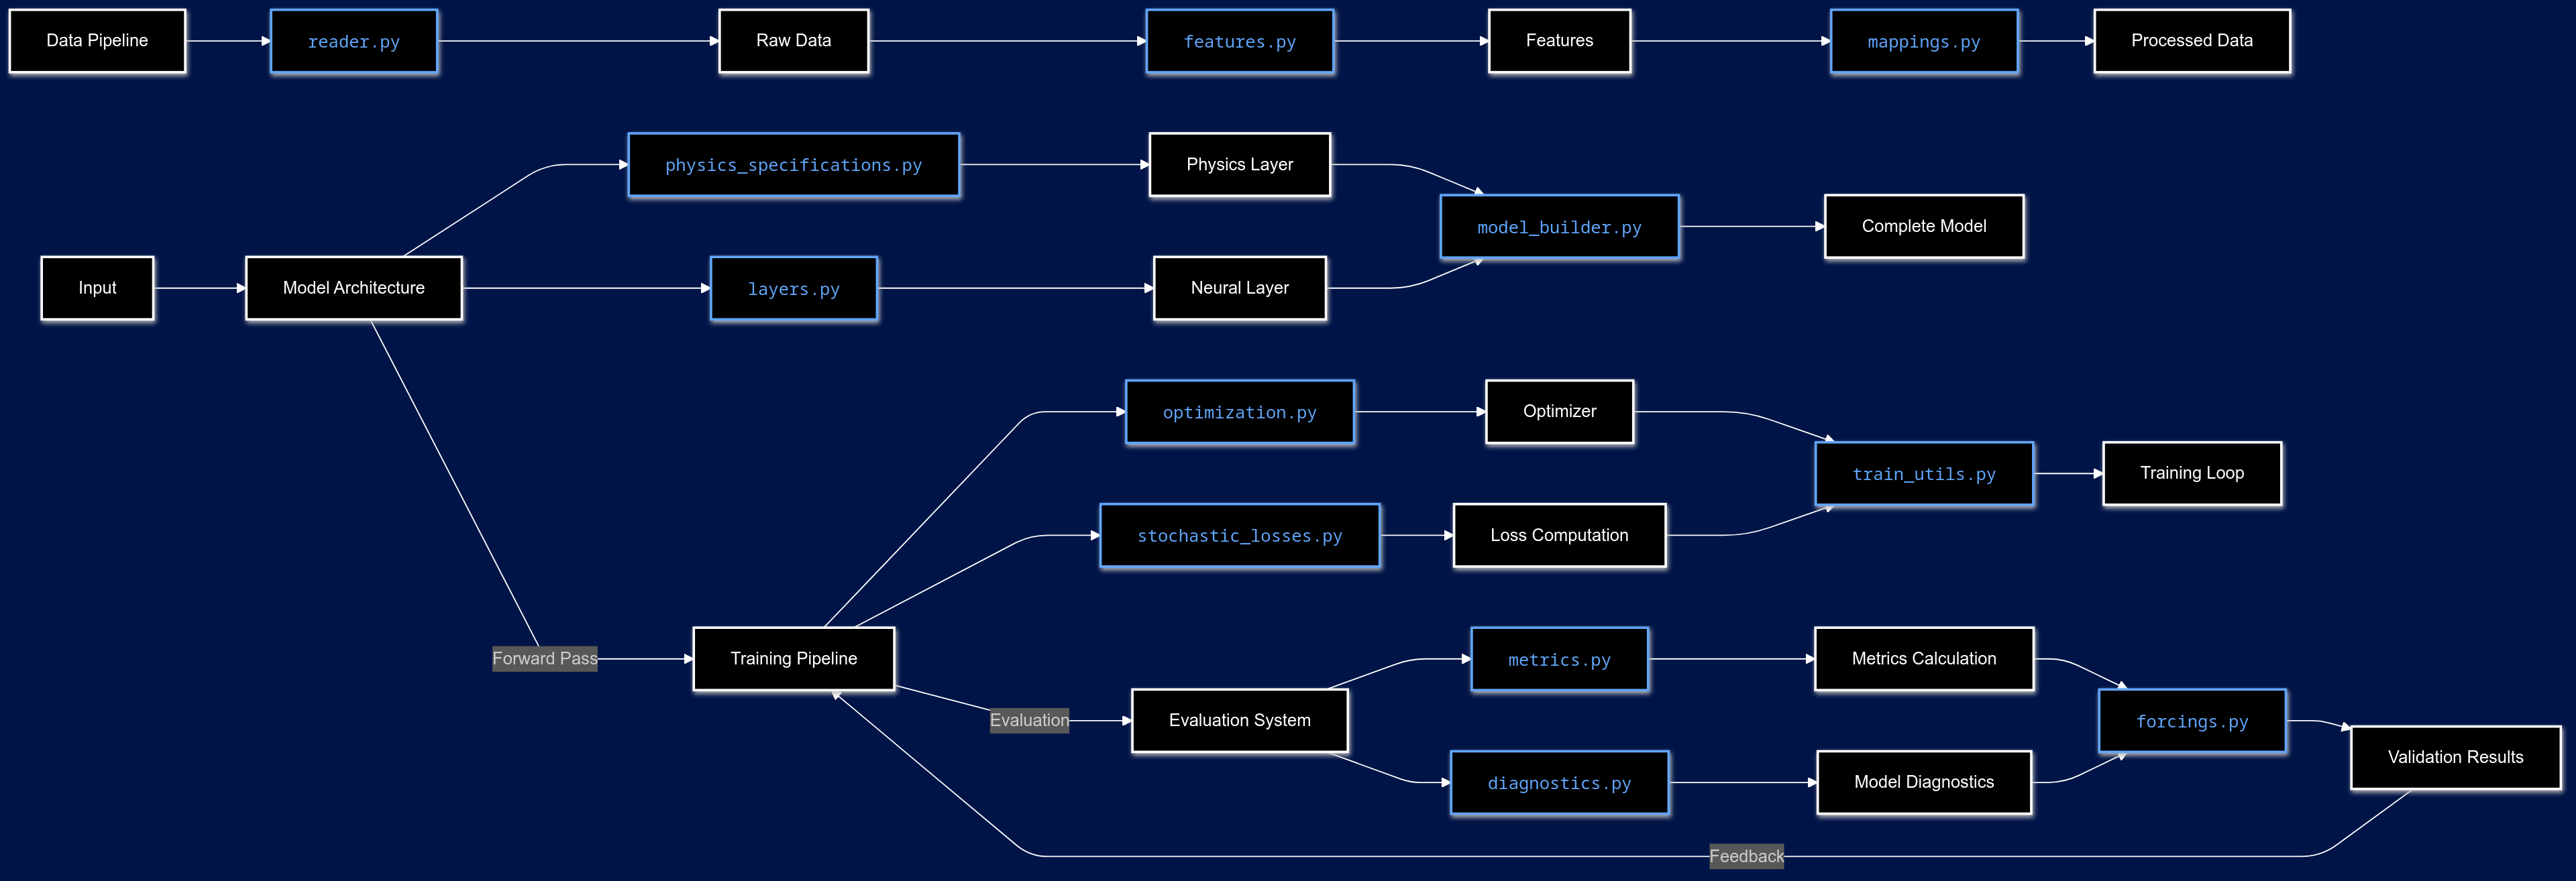 Data Pipeline
reader.py
Raw Data
features.py
Features
mappings.py
Processed Data
physics_specifications.py
Physics Layer
model_builder.py
Complete Model
Input
Model Architecture
layers.py
Neural Layer
optimization.py
Optimizer
train_utils.py
Training Loop
stochastic_losses.py
Loss Computation
Forward Pass
Training Pipeline
Evaluation
Evaluation System
metrics.py
Metrics Calculation
forcings.py
Validation Results
diagnostics.py
Model Diagnostics
Feedback